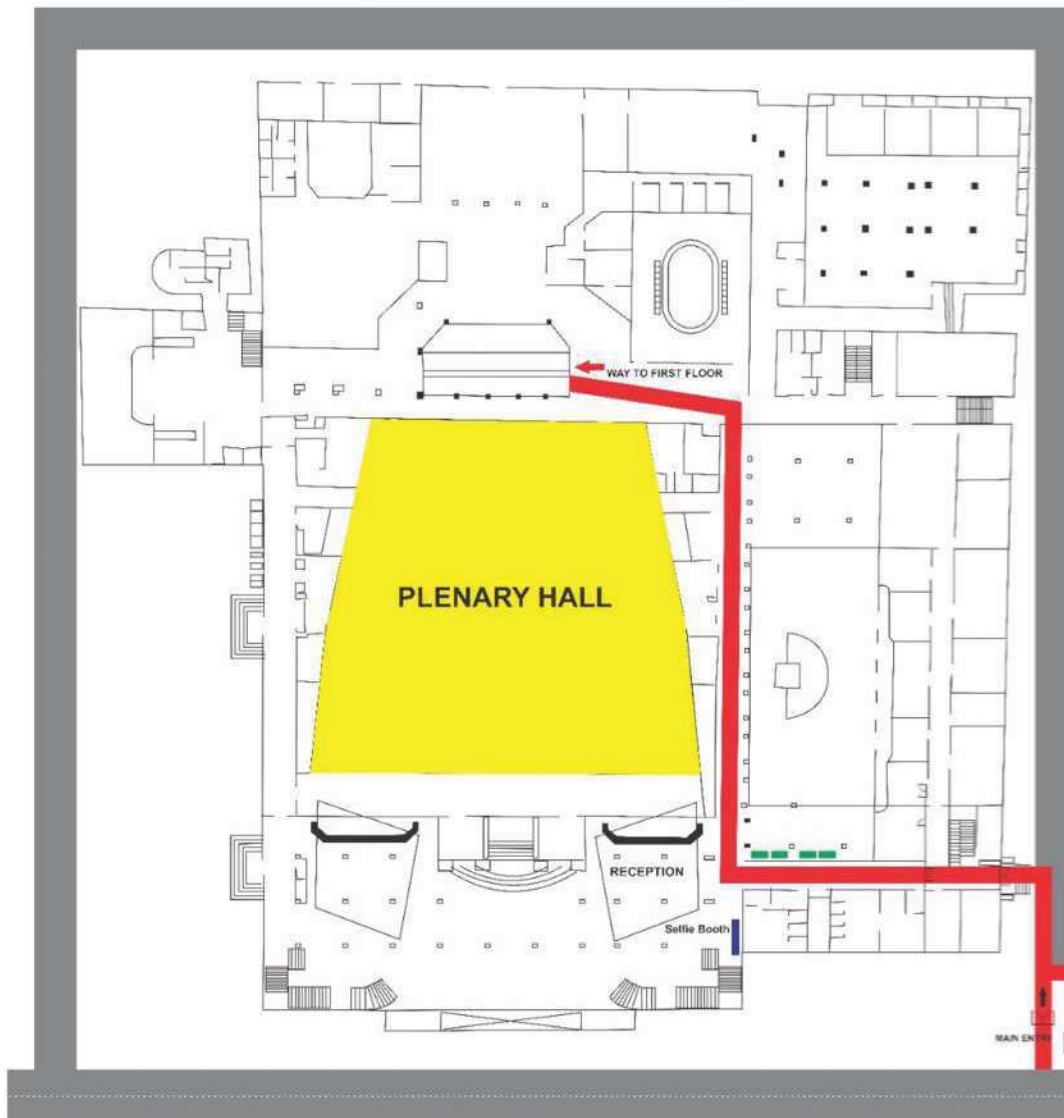 WAY TO FIRST FLOOR
PLENARY HALL
RECEPTION
Selfie Booth
MAIN ENTRY